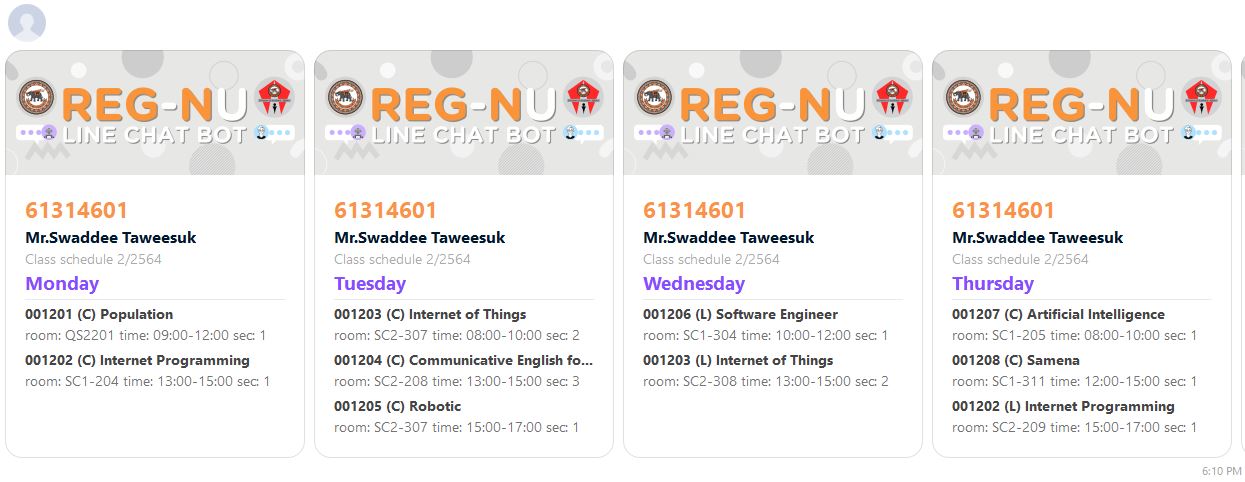 REG-NU
LINE CHAT BOT
61314601
Mr.Swaddee Taweesuk
Class schedule 2/2564
Monday
001201 (C) Population
room: QS2201 time: 09:00-12:00 sec: 1
001202 (C) Internet Programming
room: SC1-204 time: 13:00-15:00 sec: 1
REG-NU
LINE CHAT BOT
61314601
Mr.Swaddee Taweesuk
Class schedule 2/2564
Tuesday
001203 (C) Internet of Things
room: SC2-307 time: 08:00-10:00 sec: 2
001204 (C) Communicative English fo...
room: SC2-208 time: 13:00-15:00 sec: 3
001205 (C) Robotic
room: SC2-307 time: 15:00-17:00 sec: 1
REG-NU
LINE CHAT BOT
61314601
Mr.Swaddee Taweesuk
Class schedule 2/2564
Wednesday
001206 (L) Software Engineer
room: SC1-304 time: 10:00-12:00 sec: 1
001203 (L) Internet of Things
room: SC2-308 time: 13:00-15:00 sec: 2
REG-NU
LINE CHAT BOT
61314601
Mr.Swaddee Taweesuk
Class schedule 2/2564
Thursday
001207 (C) Artificial Intelligence
room: SC1-205 time: 08:00-10:00 sec: 1
001208 (C) Samena
room: SC1-311 time: 12:00-15:00 sec: 1
001202 (L) Internet Programming
room: SC2-209 time: 15:00-17:00 sec: 1
6:10 PM